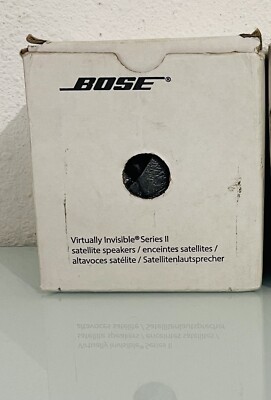 BOSE®
Virtually Invisible® Series II
satellite speakers / enceintes satellites /
altavoces satélite / Satellitenlautsprecher